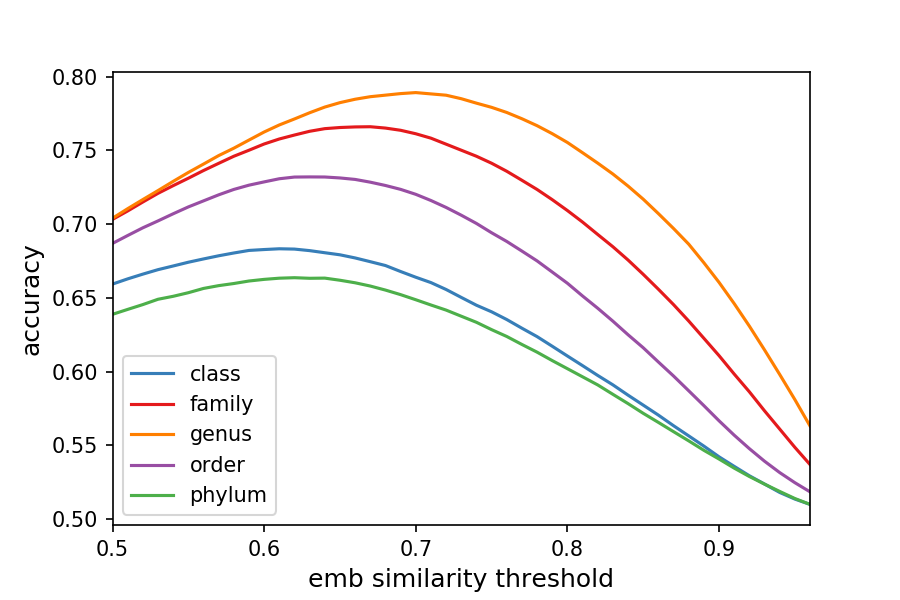 0.80
0.75
0.70
0.65
0.60
0.55
0.50
accuracy
class
family
genus
order
phylum
0.5 0.6 0.7 0.8 0.9
emb similarity threshold